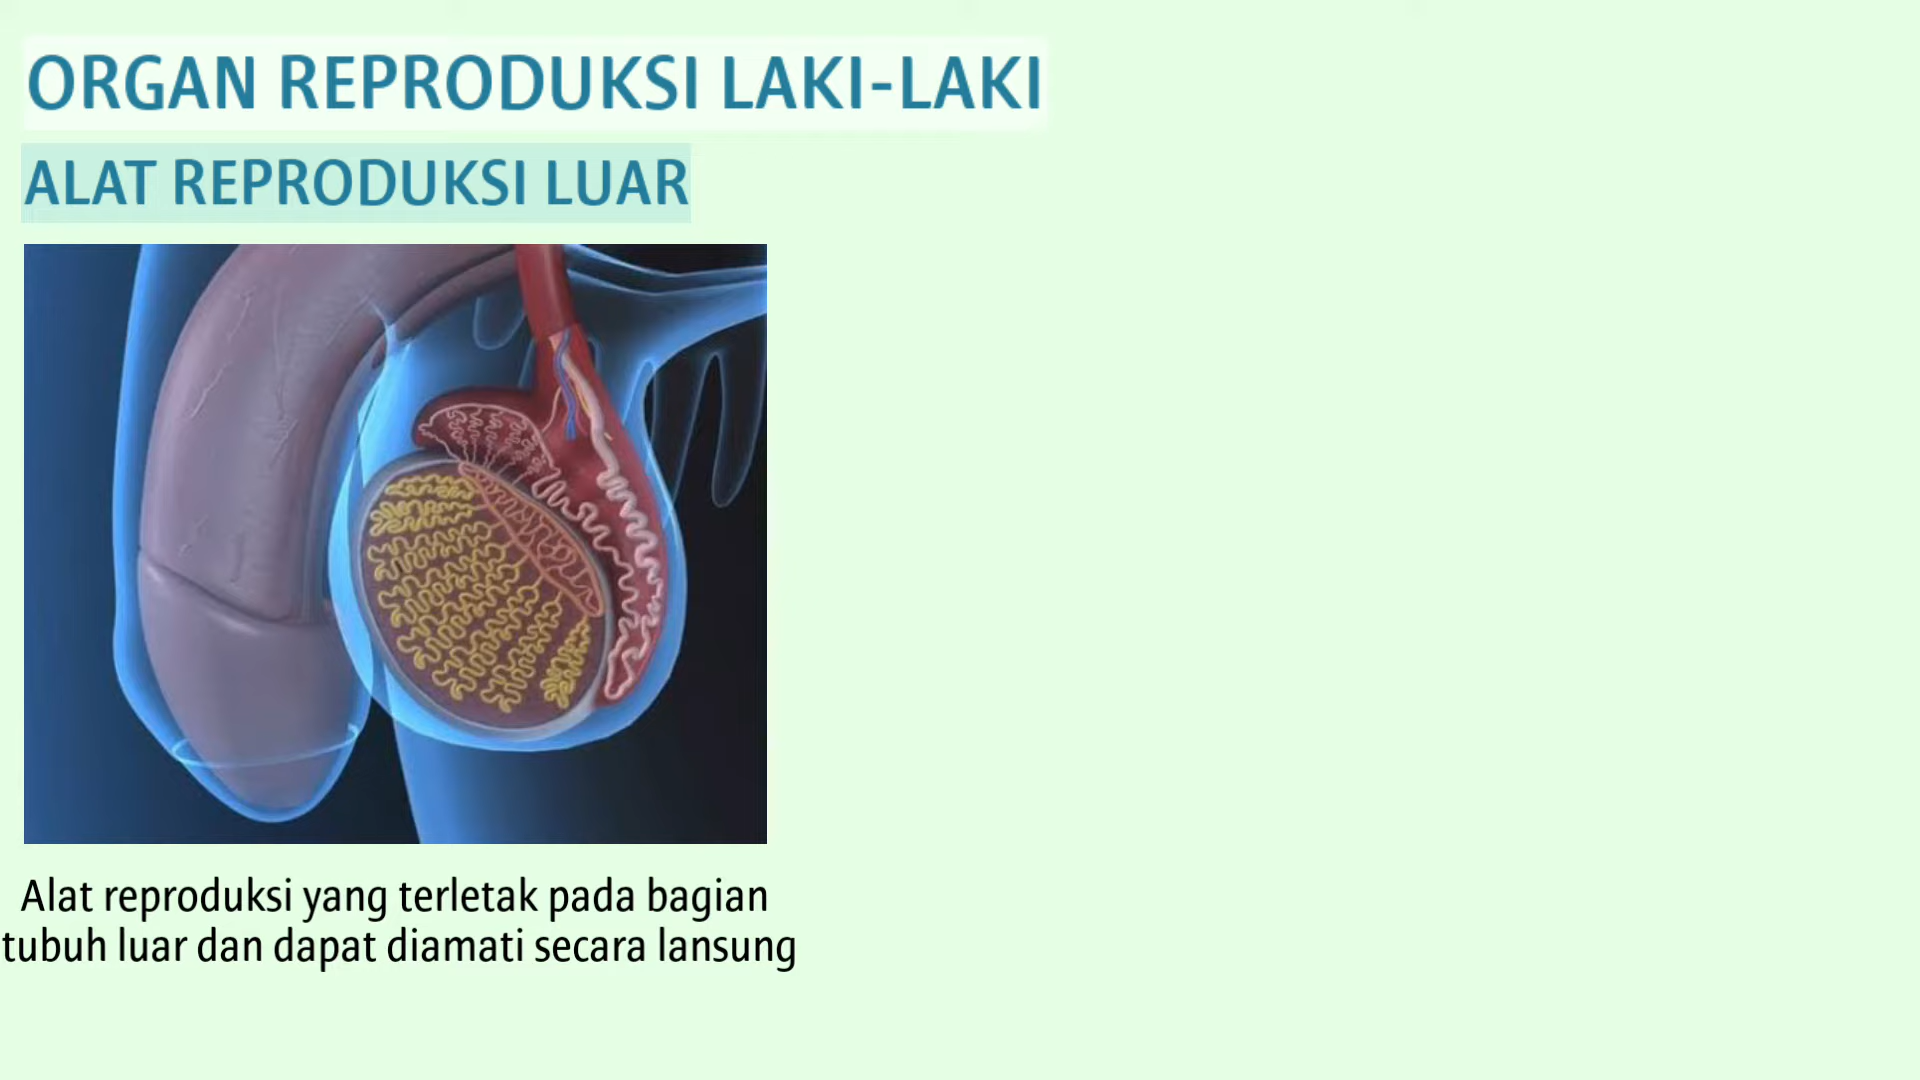 ORGAN REPRODUKSI LAKI-LAKI
ALAT REPRODUKSI LUAR
Alat reproduksi yang terletak pada bagian
tubuh luar dan dapat diamati secara lansung